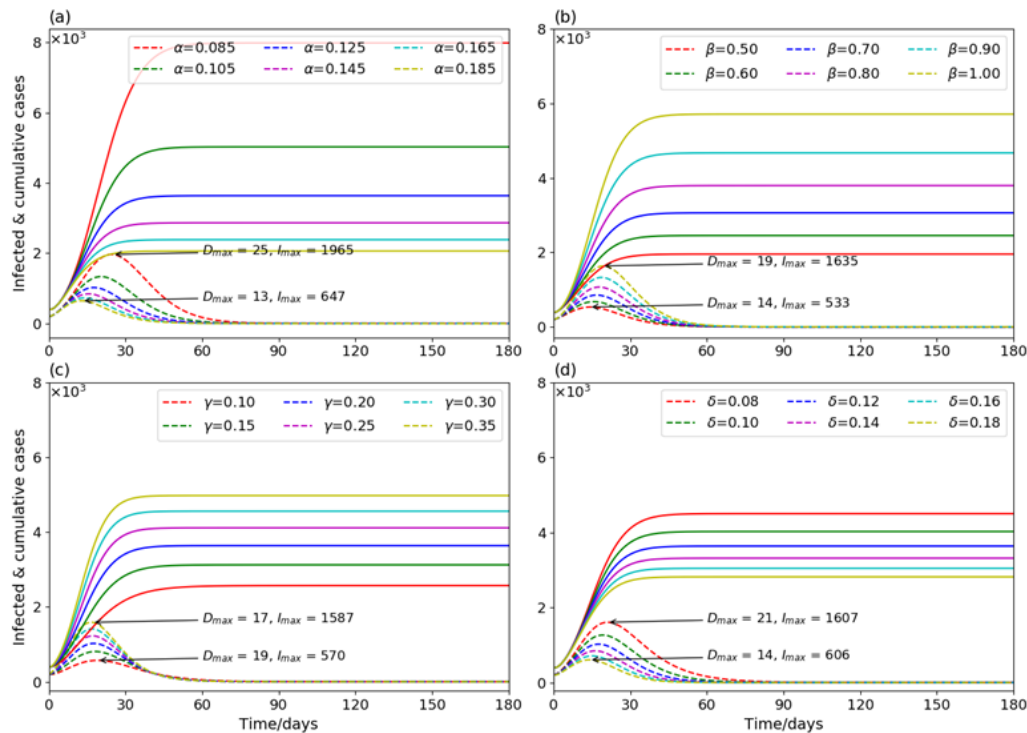 (a)
×10³
α=0.085 α=0.125 α=0.165
α=0.105 α=0.145 α=0.185
8
6
4
2
0
Infected & cumulative cases
D_max = 25, I_max = 1965
D_max = 13, I_max = 647
0 30 60 90 120 150 180
(b)
×10³
β=0.50 β=0.70 β=0.90
β=0.60 β=0.80 β=1.00
8
6
4
2
0
D_max = 19, I_max = 1635
D_max = 14, I_max = 533
0 30 60 90 120 150 180
(c)
×10³
γ=0.10 γ=0.20 γ=0.30
γ=0.15 γ=0.25 γ=0.35
8
6
4
2
0
Infected & cumulative cases
D_max = 17, I_max = 1587
D_max = 19, I_max = 570
0 30 60 90 120 150 180
Time/days
(d)
×10³
δ=0.08 δ=0.12 δ=0.16
δ=0.10 δ=0.14 δ=0.18
8
6
4
2
0
D_max = 21, I_max = 1607
D_max = 14, I_max = 606
0 30 60 90 120 150 180
Time/days